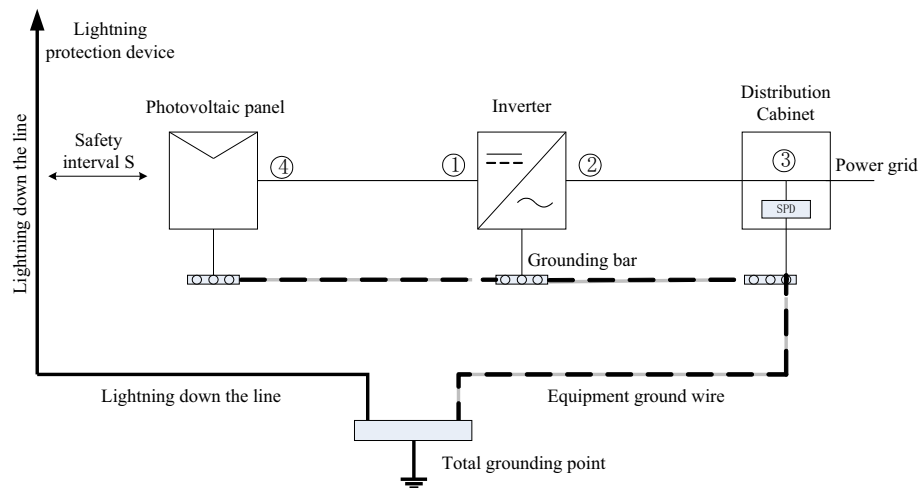 Lightning
protection device
Photovoltaic panel
Inverter
Distribution
Cabinet
Safety
interval S
④
①
②
③
Power grid
SPD
Lightning down the line
Grounding bar
Lightning down the line
Equipment ground wire
Total grounding point